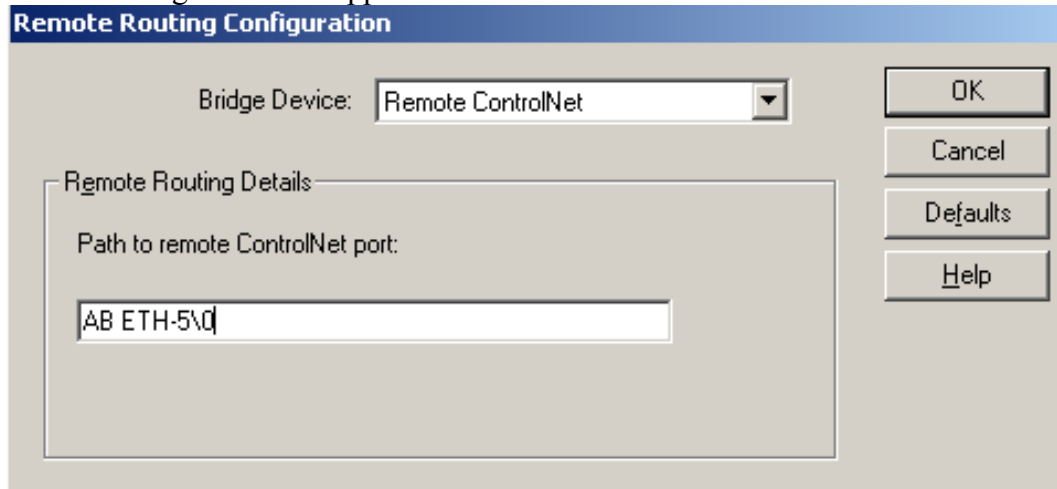 Remote Routing Configuration
Bridge Device: Remote ControlNet
OK
Cancel
Remote Routing Details
Defaults
Path to remote ControlNet port:
Help
AB ETH-5\0